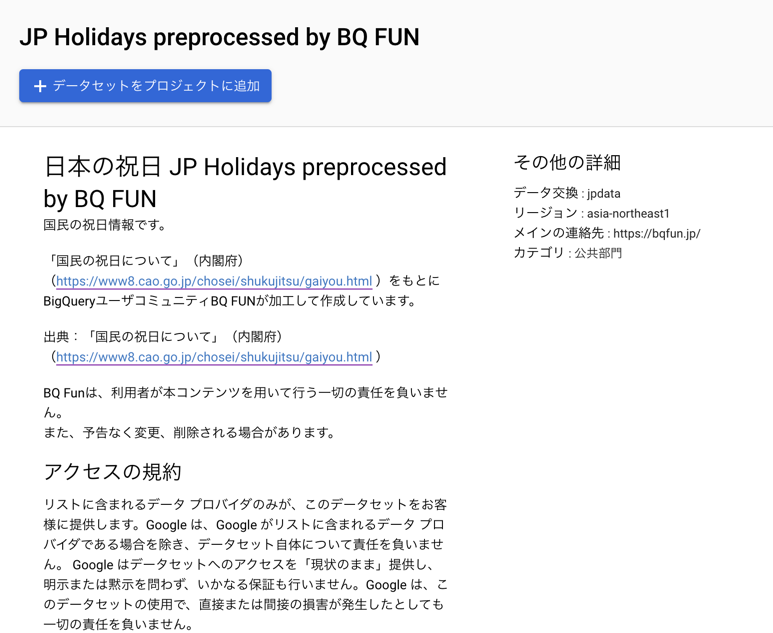 JP Holidays preprocessed by BQ FUN
データセットをプロジェクトに追加
日本の祝日 JP Holidays preprocessed
by BQ FUN
国民の祝日情報です。
「国民の祝日について」（内閣府）
（https://www8.cao.go.jp/chosei/shukujitsu/gaiyou.html ）をもとに
BigQueryユーザコミュニティBQ FUNが加工して作成しています。
出典：「国民の祝日について」（内閣府）
（https://www8.cao.go.jp/chosei/shukujitsu/gaiyou.html ）
BQ Funは、利用者が本コンテンツを用いて行う一切の責任を負いませ
ん。
また、予告なく変更、削除される場合があります。
アクセスの規約
リストに含まれるデータ プロバイダのみが、このデータセットをお客
様に提供します。Google は、Google がリストに含まれるデータ プロ
バイダである場合を除き、データセット自体について責任を負いませ
ん。 Google はデータセットへのアクセスを「現状のまま」提供し、
明示または黙示を問わず、いかなる保証も行いません。Google は、こ
のデータセットの使用で、直接または間接の損害が発生したとしても
一切の責任を負いません。
その他の詳細
データ交換 : jpdata
リージョン : asia-northeast1
メインの連絡先 : https://bqfun.jp/
カテゴリ : 公共部門